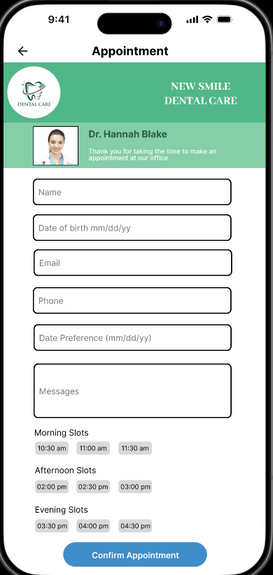 9:41
Appointment
DENTAL CARE
NEW SMILE
DENTAL CARE
Dr. Hannah Blake
Thank you for taking the time to make an
appointment at our office
Name
Date of birth mm/dd/yy
Email
Phone
Date Preference (mm/dd/yy)
Messages
Morning Slots
10:30 am 11:00 am 11:30 am
Afternoon Slots
02:00 pm 02:30 pm 03:00 pm
Evening Slots
03:30 pm 04:00 pm 04:30 pm
Confirm Appointment